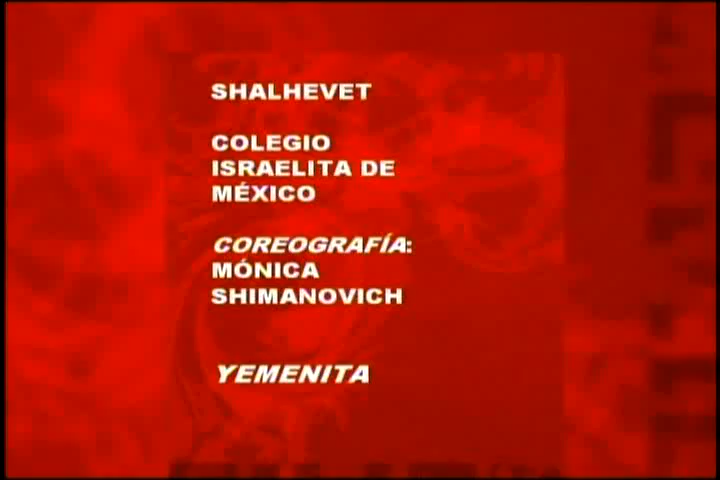 SHALHEVET
COLEGIO
ISRAELITA DE
MÉXICO
COREOGRAFÍA:
MÓNICA
SHIMANOVICH
YEMENITA